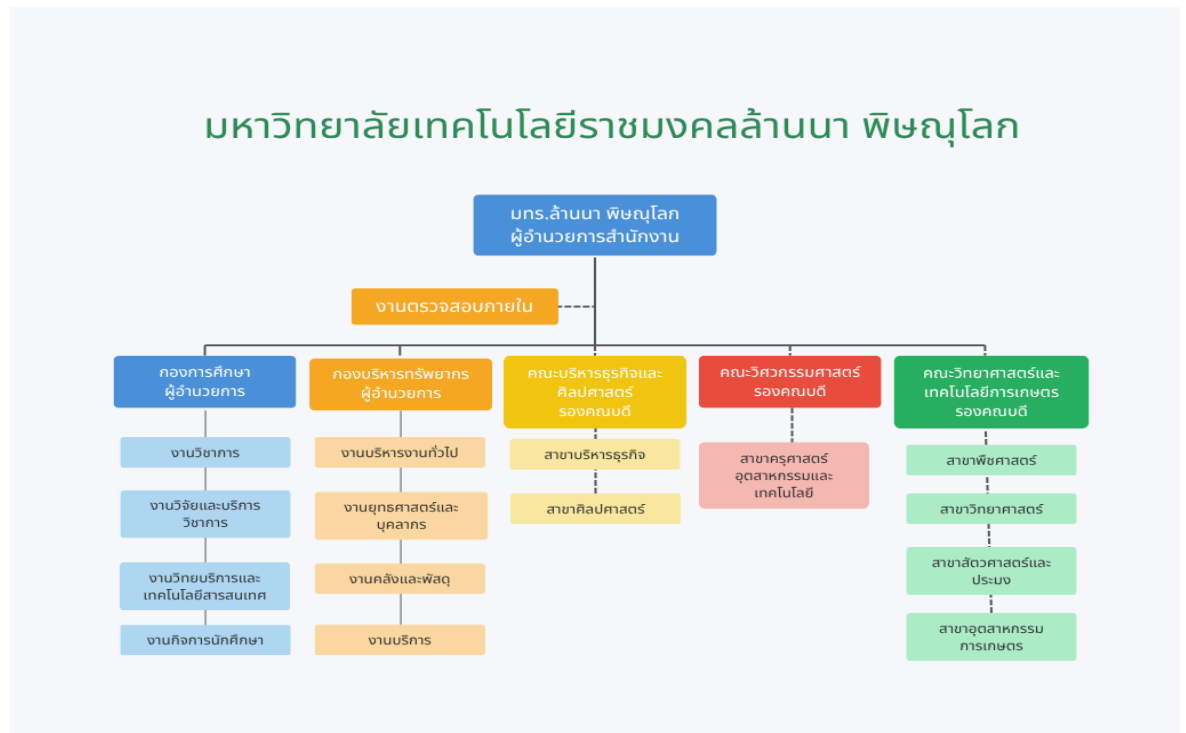 มหาวิทยาลัยเทคโนโลยีราชมงคลล้านนา พิษณุโลก
มทร.ล้านนา พิษณุโลก
ผู้อำนวยการสำนักงาน
งานตรวจสอบภายใน
กองการศึกษา
ผู้อำนวยการ
งานวิชาการ
งานวิจัยและบริการ
วิชาการ
งานวิทยบริการและ
เทคโนโลยีสารสนเทศ
งานกิจการนักศึกษา
กองบริหารทรัพยากร
ผู้อำนวยการ
งานบริหารงานทั่วไป
งานยุทธศาสตร์และ
บุคลากร
งานคลังและพัสดุ
งานบริการ
คณะบริหารธุรกิจและ
ศิลปศาสตร์
รองคณบดี
สาขาบริหารธุรกิจ
สาขาศิลปศาสตร์
คณะวิศวกรรมศาสตร์
รองคณบดี
สาขาครุศาสตร์
อุตสาหกรรมและ
เทคโนโลยี
คณะวิทยาศาสตร์และ
เทคโนโลยีการเกษตร
รองคณบดี
สาขาพืชศาสตร์
สาขาวิทยาศาสตร์
สาขาสัตวศาสตร์และ
ประมง
สาขาอุตสาหกรรม
การเกษตร